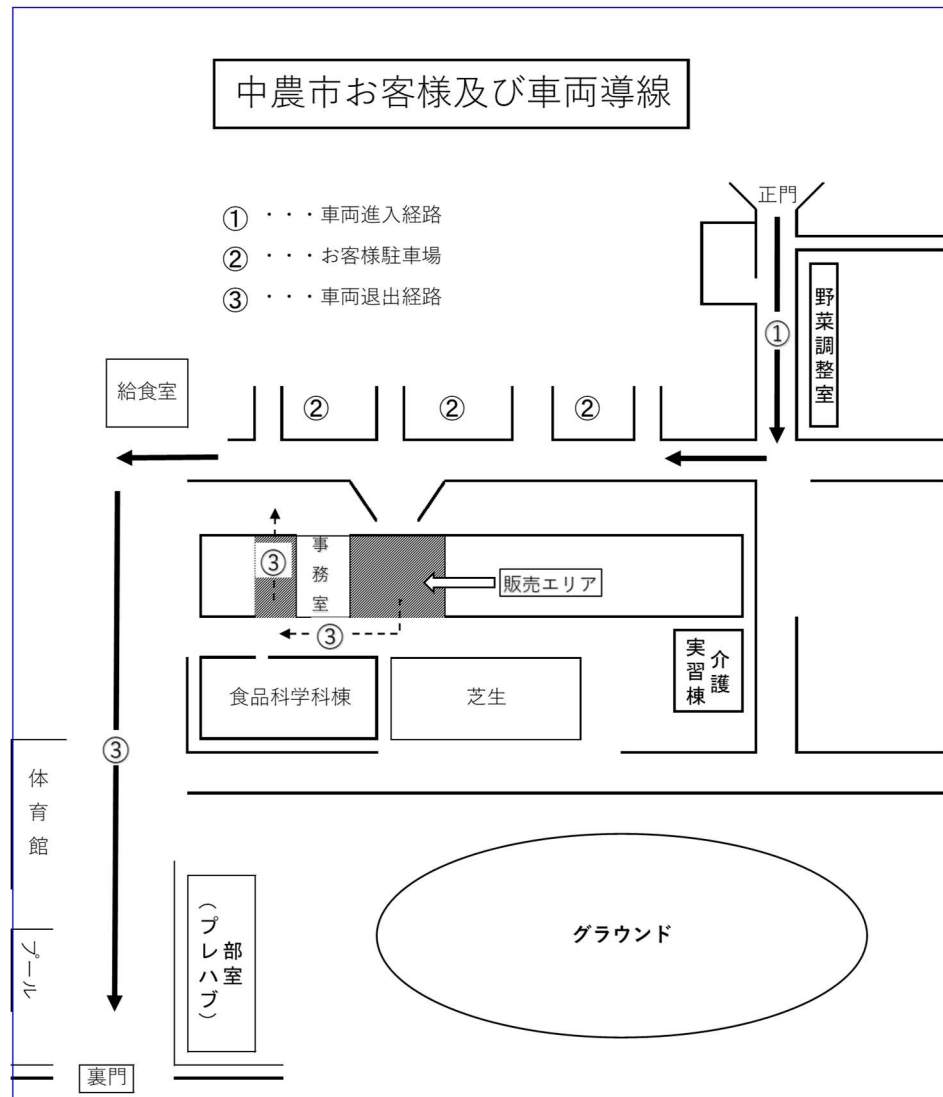 中農市お客様及び車両導線
正門
① ・・・車両進入経路
② ・・・お客様駐車場
③ ・・・車両退出経路
野菜調整室
①
給食室
②
②
②
③
事務室
販売エリア
③
介護
実習棟
食品科学科棟
芝生
③
体育館
部室
(プレハブ)
グラウンド
プール
裏門